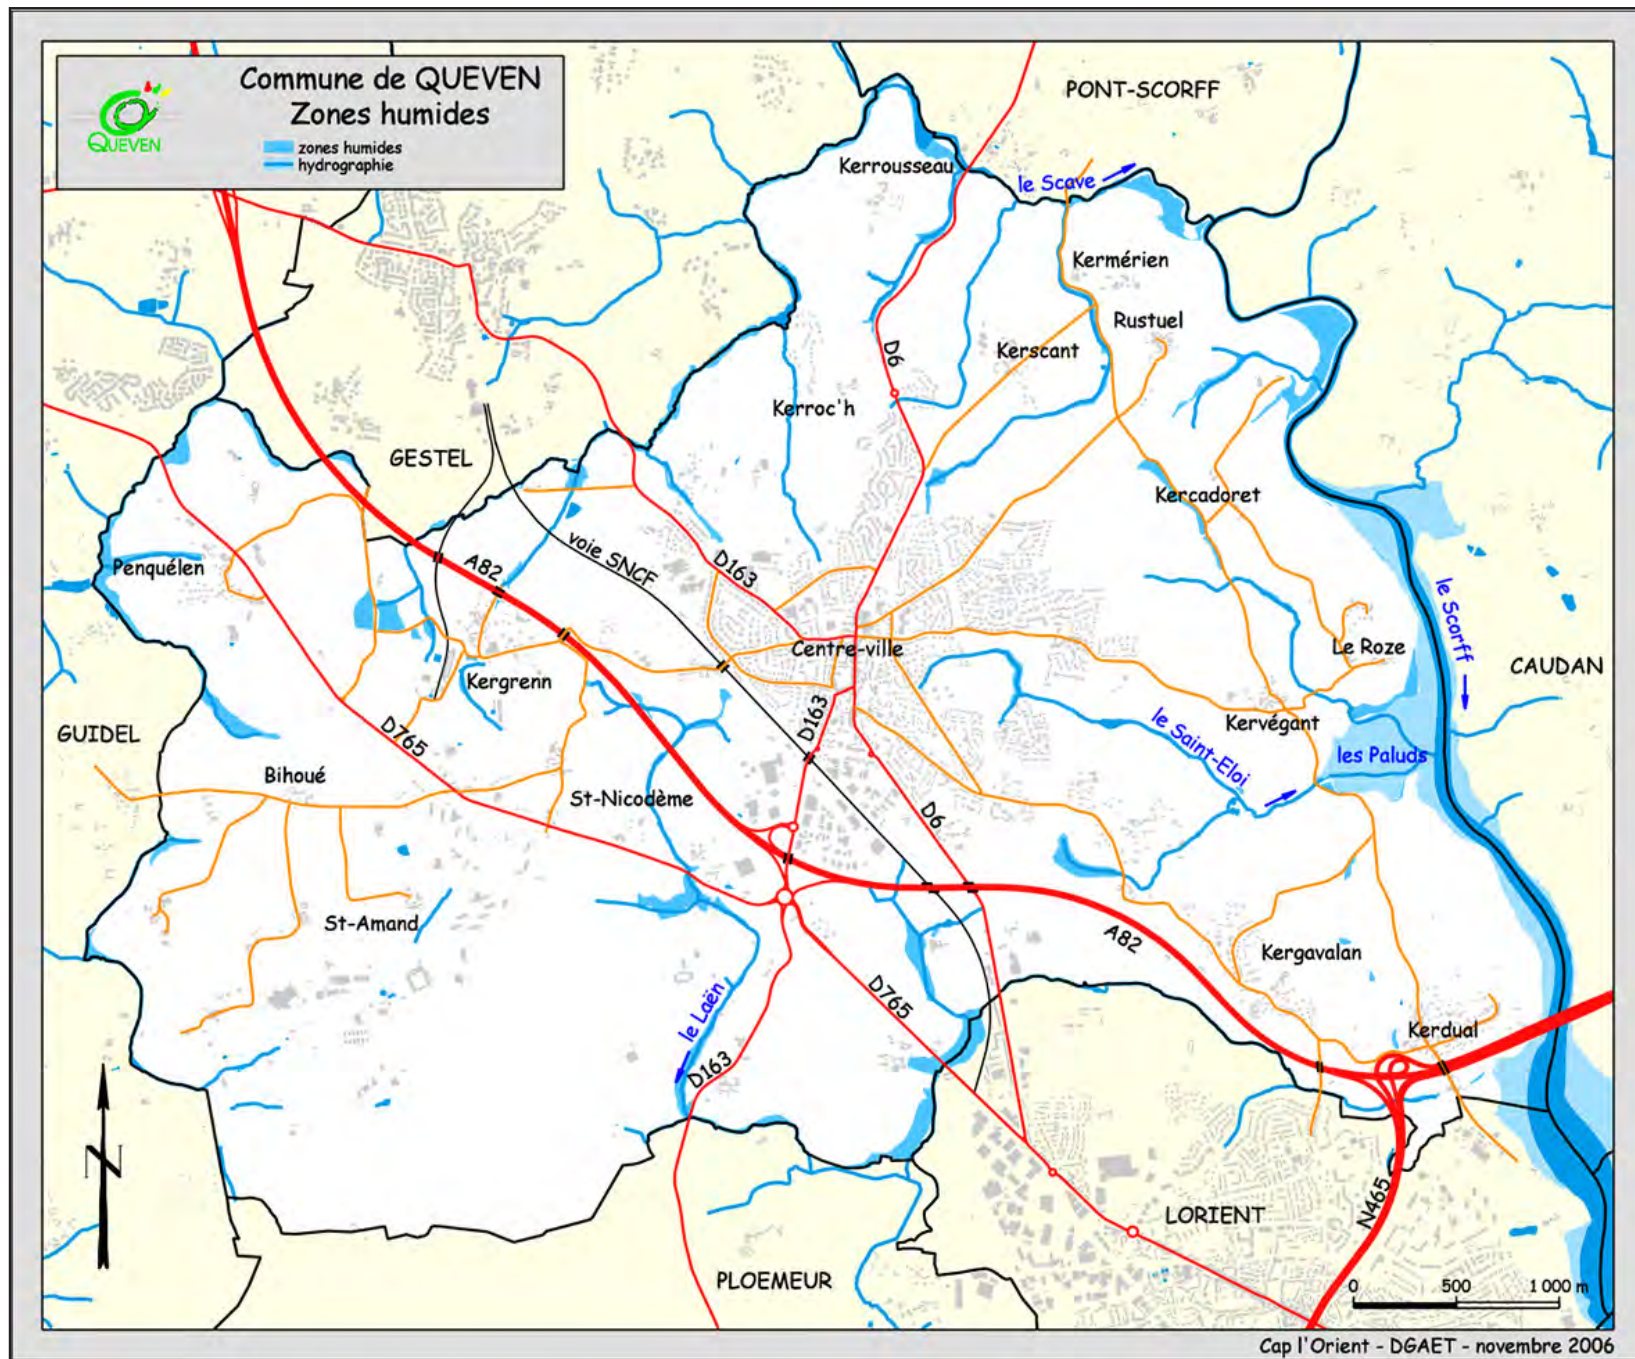 Commune de QUEVEN
Zones humides
QUEVEN
zones humides
hydrographie
PONT-SCORFF
Kerrousseau
le Scave
Kermérien
Rustuel
D6
Kerscant
Kerroc'h
GESTEL
Kercadoret
voie SNCF
D163
A82
Penquélen
le Scorff
Centre-ville
Le Roze
CAUDAN
Kergrenn
D163
Kervégant
GUIDEL
D765
le Saint-Eloi
les Paluds
Bihoué
St-Nicodème
D6
St-Amand
A82
Kergavalan
le Laën
D765
Kerdual
D163
N
N465
LORIENT
PLOEMEUR
0 500 1 000 m
Cap l'Orient - DGAET - novembre 2006